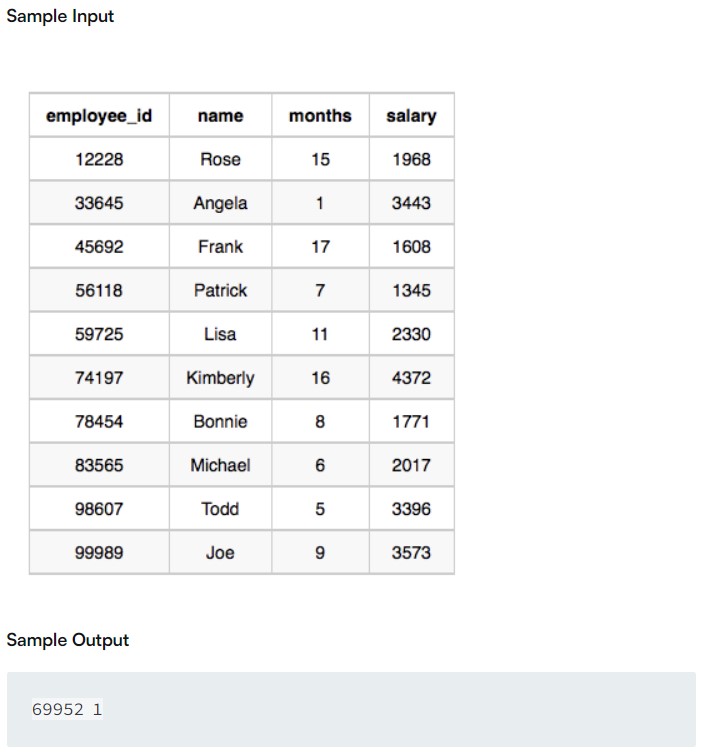 Sample Input
employee_id name months salary
12228 Rose 15 1968
33645 Angela 1 3443
45692 Frank 17 1608
56118 Patrick 7 1345
59725 Lisa 11 2330
74197 Kimberly 16 4372
78454 Bonnie 8 1771
83565 Michael 6 2017
98607 Todd 5 3396
99989 Joe 9 3573
Sample Output
69952 1